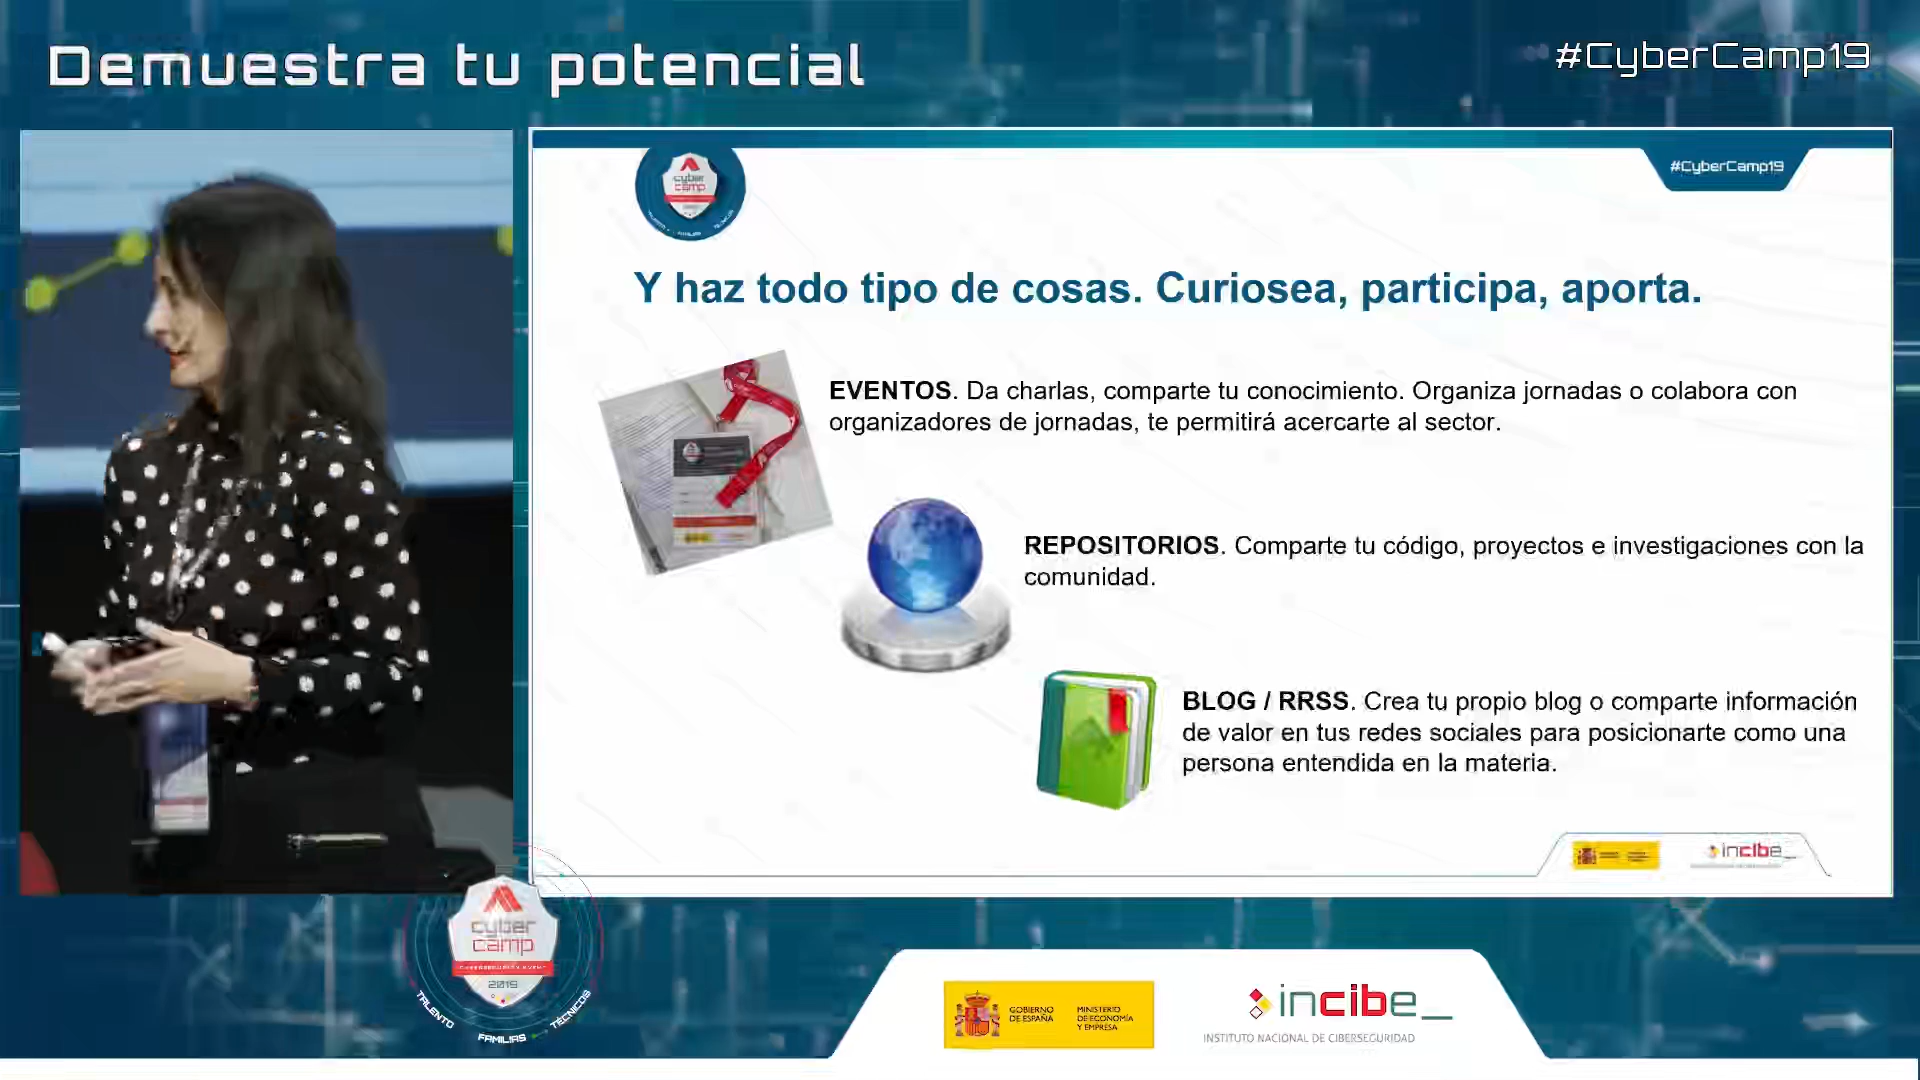 Demuestra tu potencial
#CyberCamp19
#CyberCamp19
cyber
camp
Y haz todo tipo de cosas. Curiosea, participa, aporta.
EVENTOS. Da charlas, comparte tu conocimiento. Organiza jornadas o colabora con
organizadores de jornadas, te permitirá acercarte al sector.
REPOSITORIOS. Comparte tu código, proyectos e investigaciones con la
comunidad.
BLOG / RRSS. Crea tu propio blog o comparte información
de valor en tus redes sociales para posicionarte como una
persona entendida en la materia.
incibe_
cyber
camp
2019
TALENTO
FAMILIAS
TÉCNICOS
GOBIERNO
DE ESPAÑA
MINISTERIO
DE ECONOMÍA
Y EMPRESA
incibe_
INSTITUTO NACIONAL DE CIBERSEGURIDAD